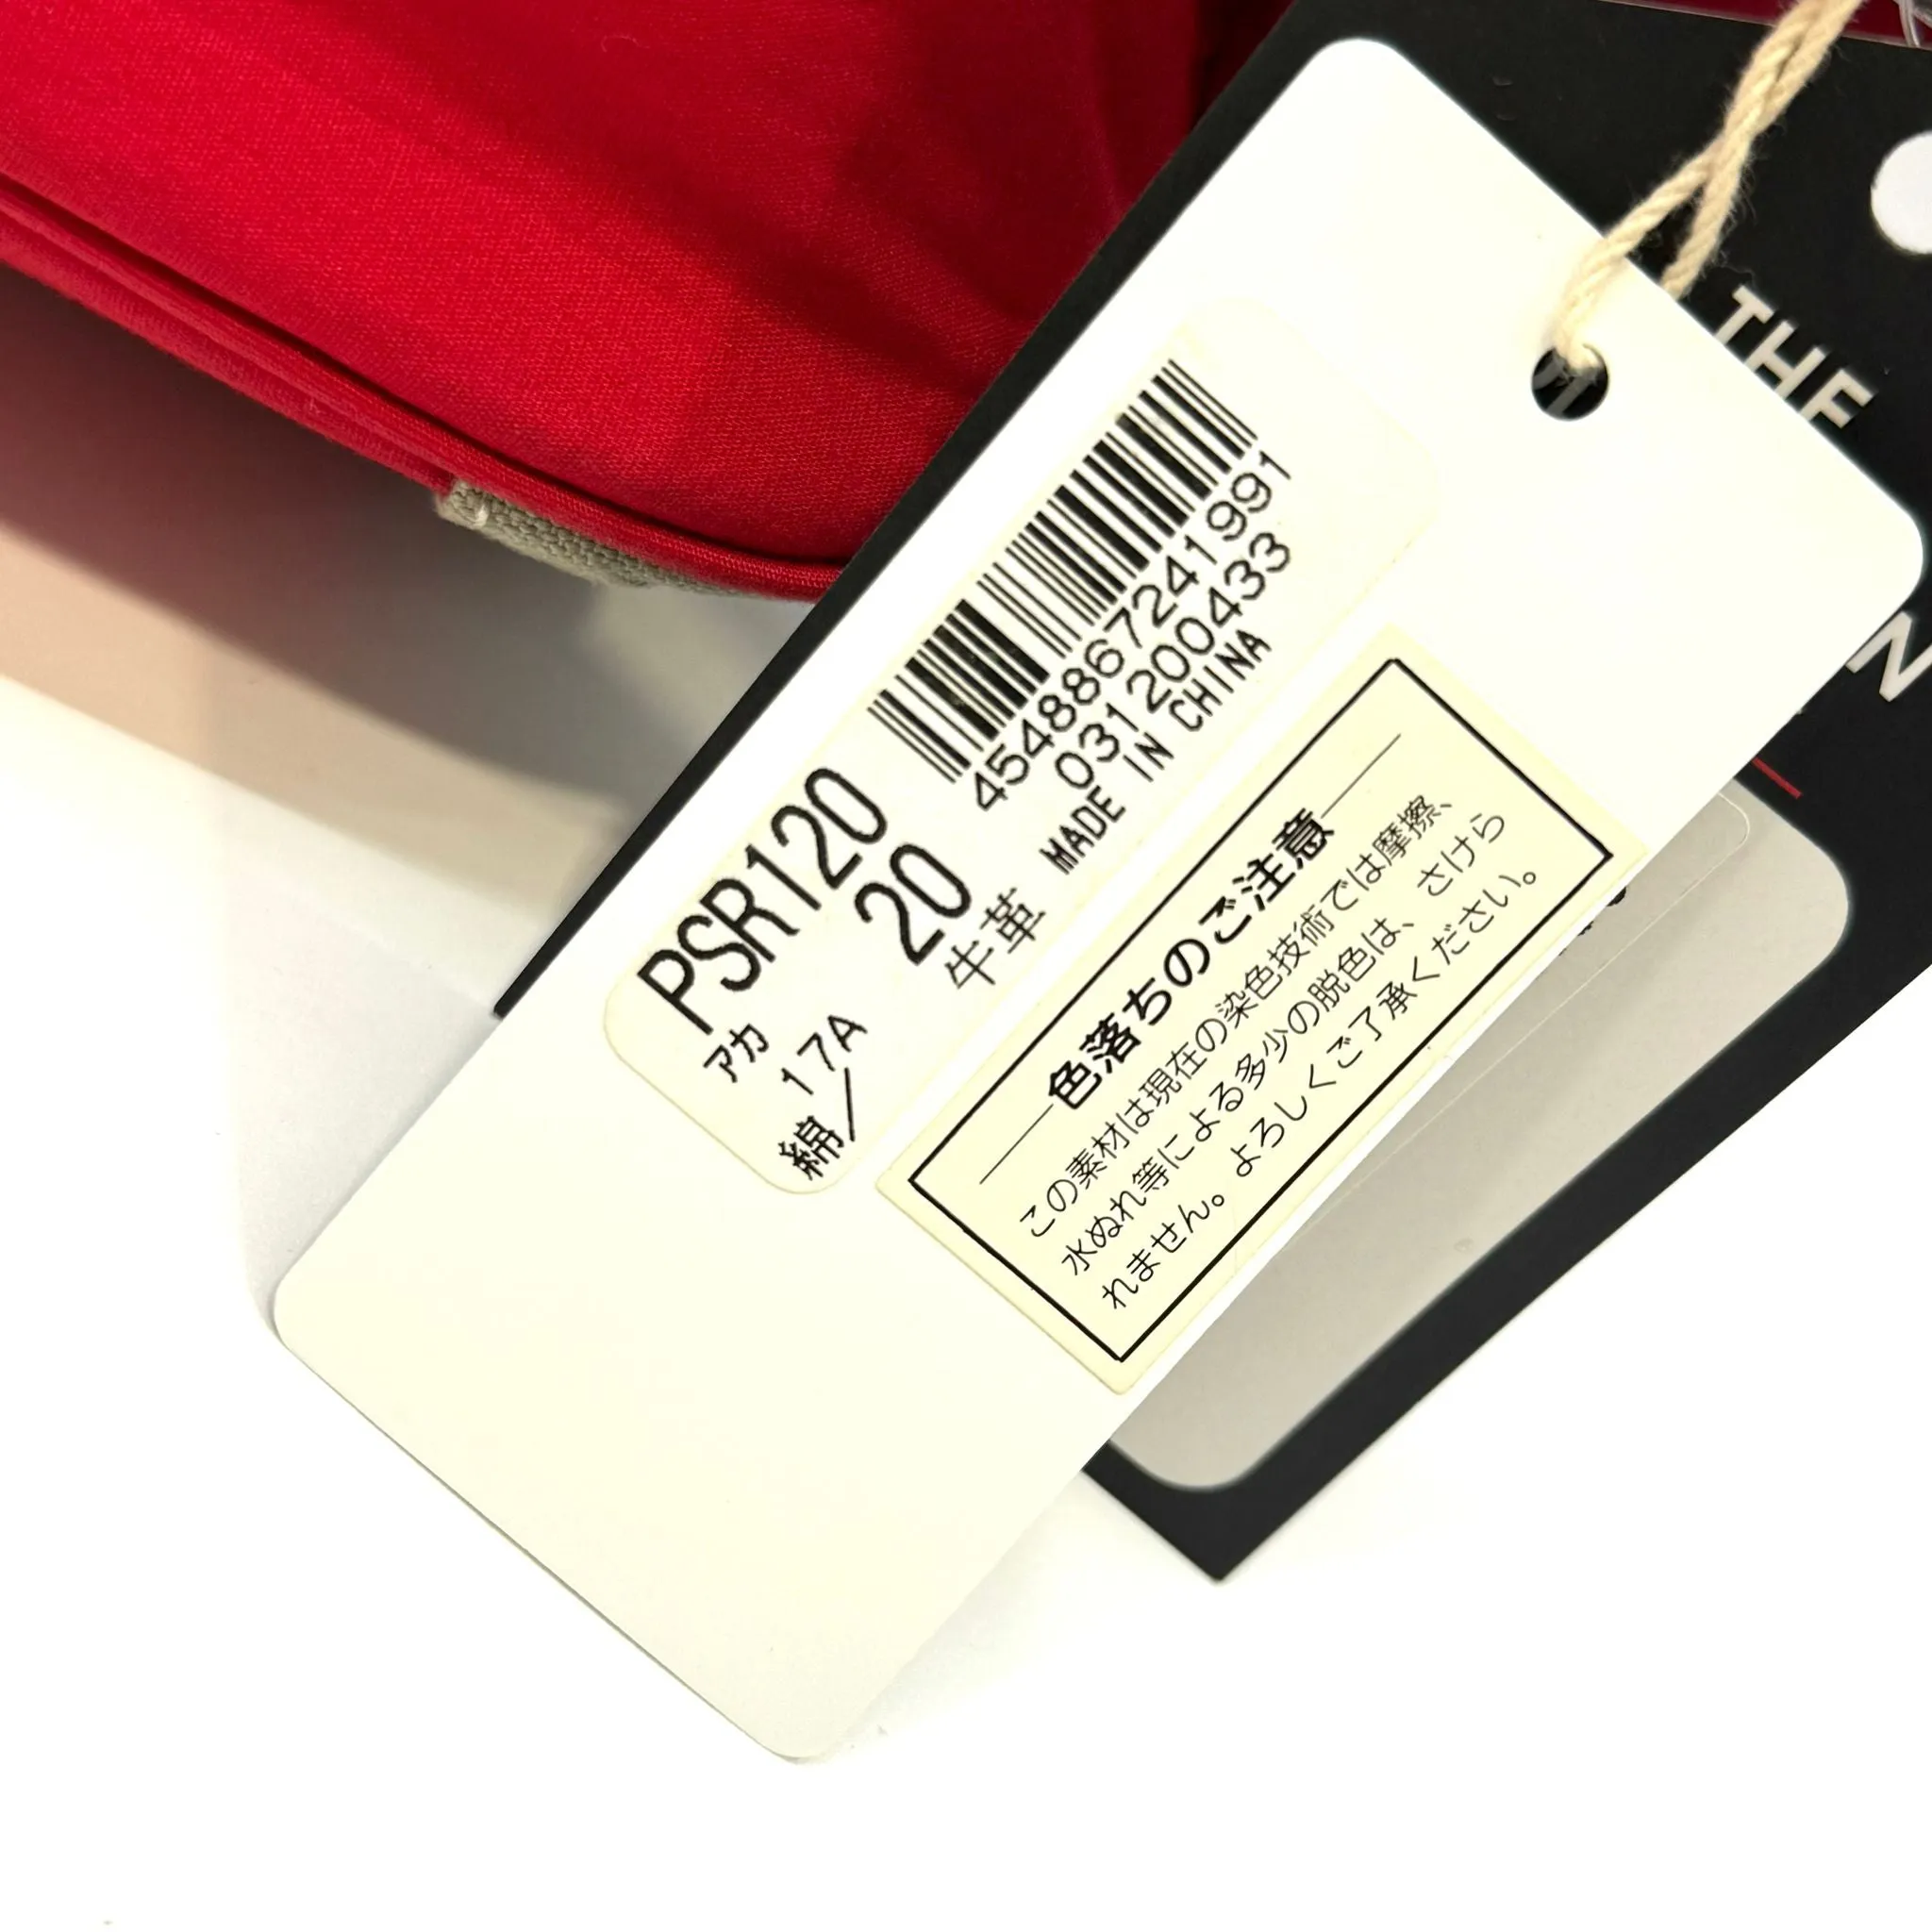 4548867241991
03120043​3
MADE IN CHINA
PSR120
アカ 20
17A
綿/ 牛革
色落ちのご注意
この素材は現在の染色技術では摩擦、
水ぬれ等による多少の脱色は、さけら
れません。よろしくご了承ください。
THE
N